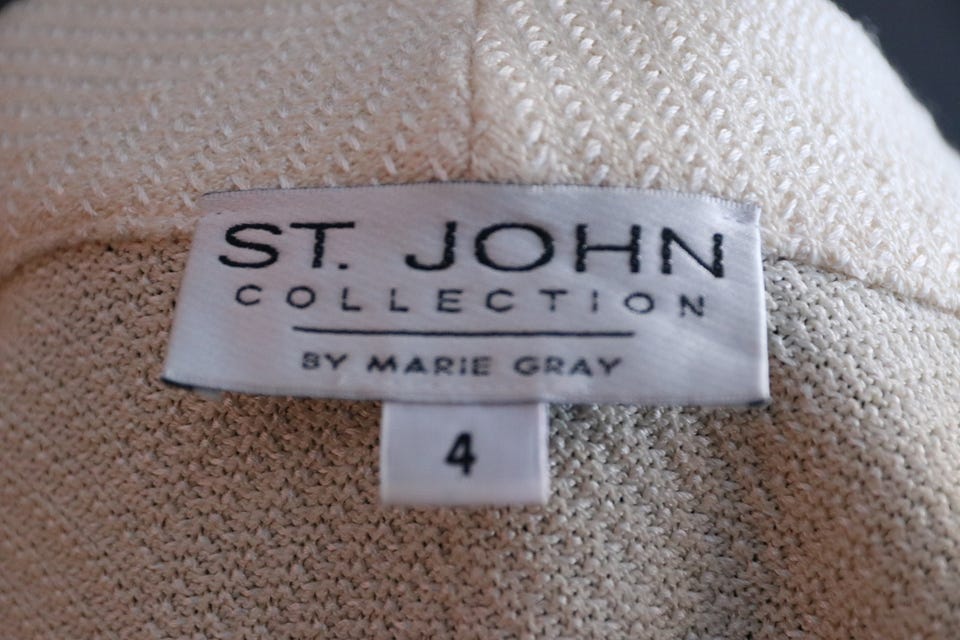 ST. JOHN
COLLECTION
BY MARIE GRAY
4